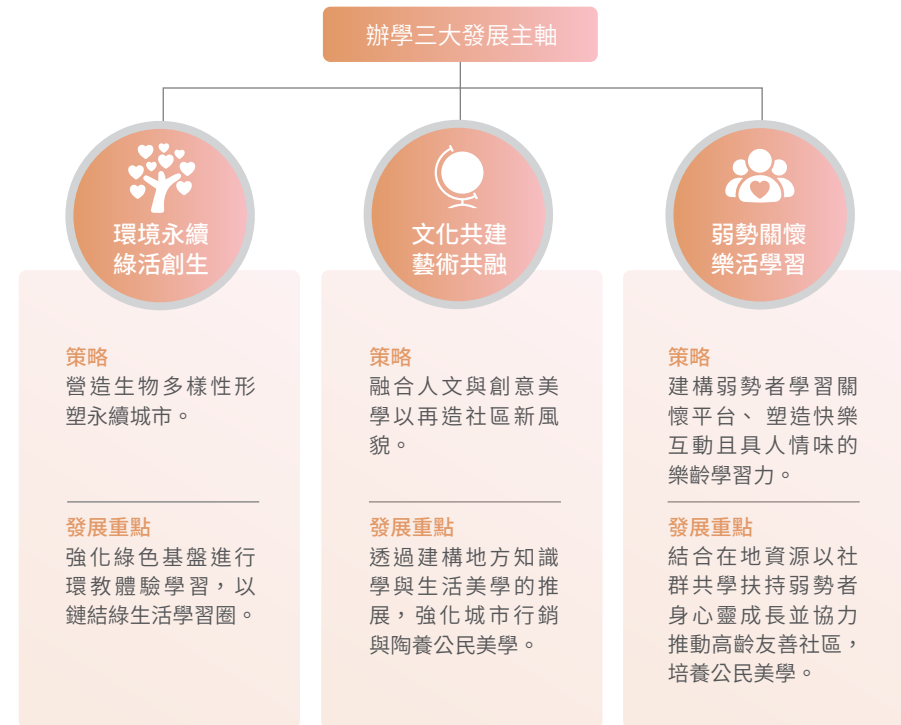 辦學三大發展主軸
環境永續
綠活創生
策略
營造生物多樣性形
塑永續城市。
發展重點
強化綠色基盤進行
環教體驗學習，以
鏈結綠生活學習圈。
文化共建
藝術共融
策略
融合人文與創意美
學以再造社區新風
貌。
發展重點
透過建構地方知識
學與生活美學的推
展，強化城市行銷
與陶養公民美學。
弱勢關懷
樂活學習
策略
建構弱勢者學習關
懷平台、塑造快樂
互動且具人情味的
樂齡學習力。
發展重點
結合在地資源以社
群共學扶持弱勢者
身心靈成長並協力
推動高齡友善社區，
培養公民美學。